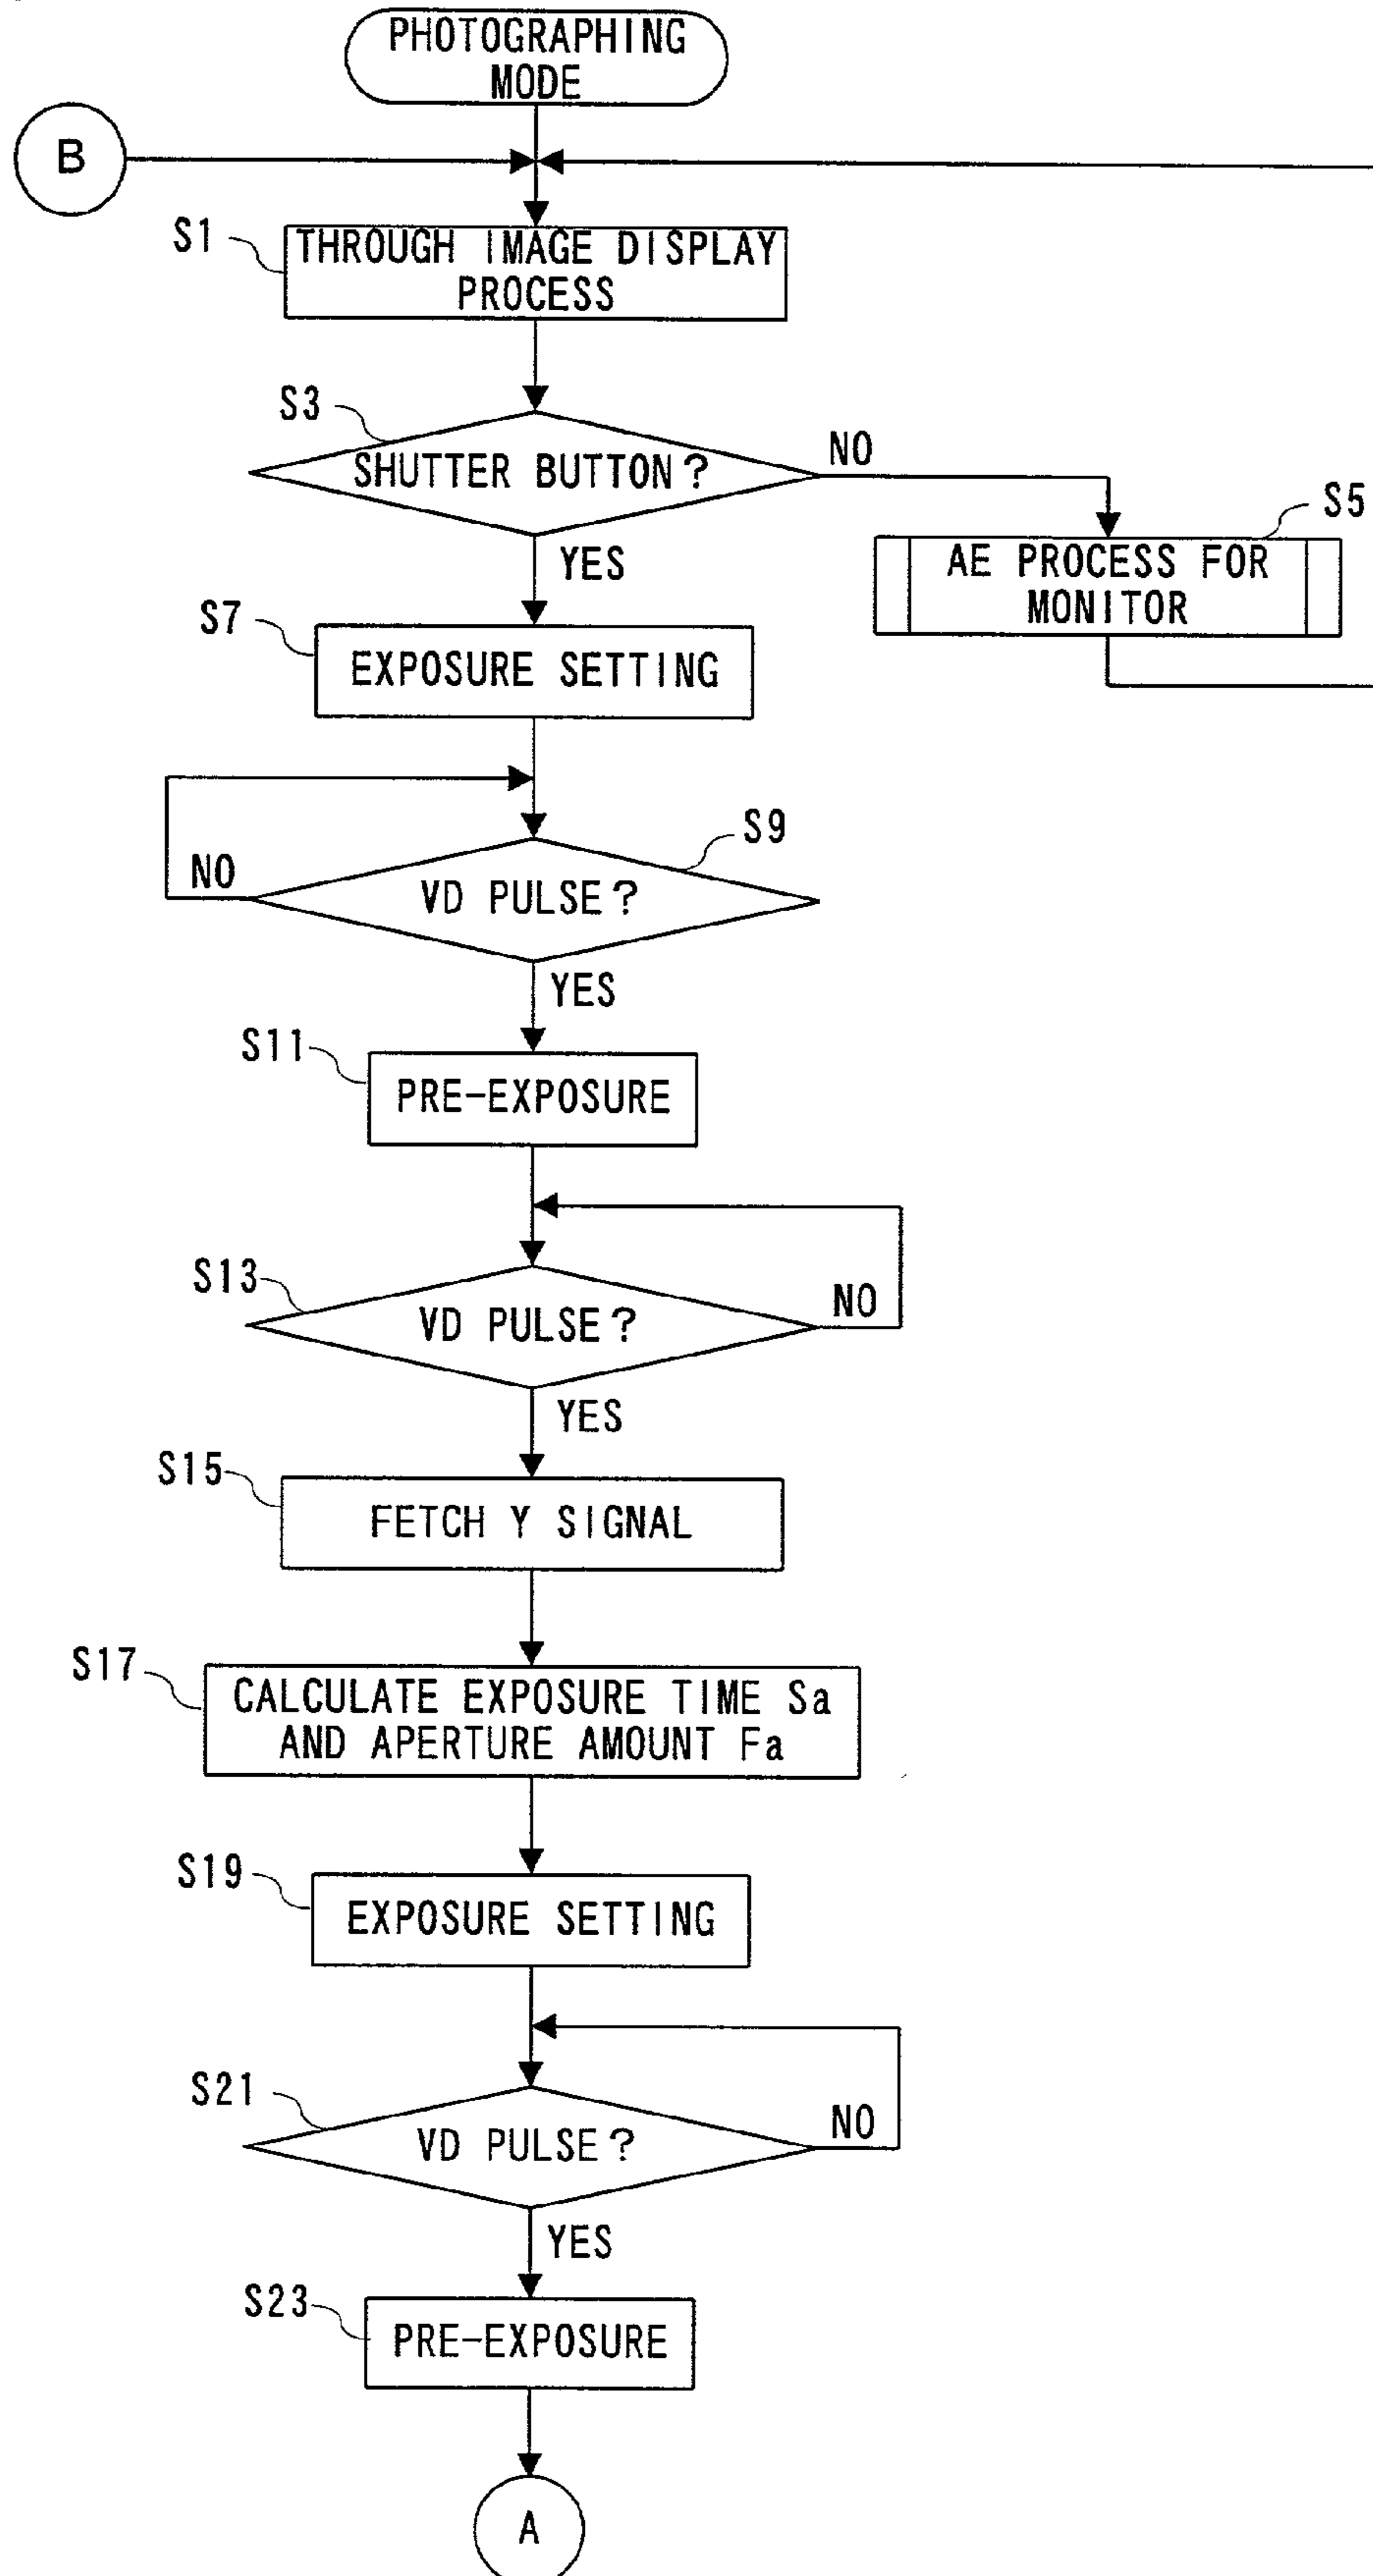 PHOTOGRAPHING
MODE
B
S1
THROUGH IMAGE DISPLAY
PROCESS
S3
SHUTTER BUTTON?
NO
S5
AE PROCESS FOR
MONITOR
YES
S7
EXPOSURE SETTING
S9
NO
VD PULSE?
YES
S11
PRE-EXPOSURE
S13
VD PULSE?
NO
YES
S15
FETCH Y SIGNAL
S17
CALCULATE EXPOSURE TIME Sa
AND APERTURE AMOUNT Fa
S19
EXPOSURE SETTING
S21
VD PULSE?
NO
YES
S23
PRE-EXPOSURE
A